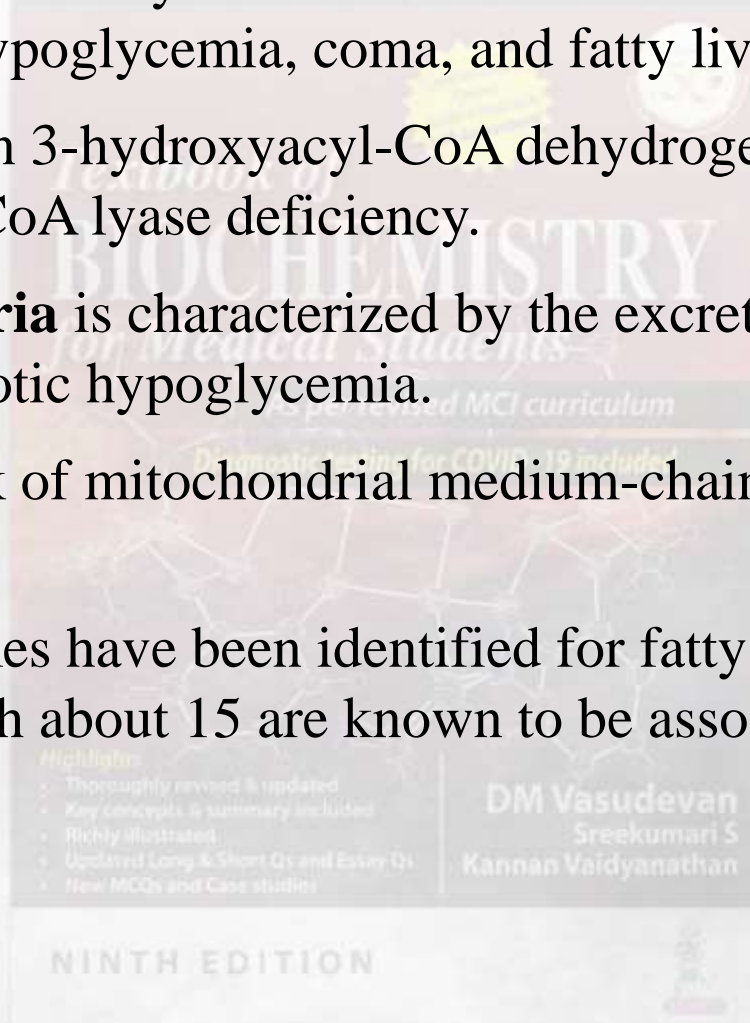 ypoglycemia, coma, and fatty liv
n 3-hydroxyacyl-CoA dehydroge
CoA lyase deficiency.
ria is characterized by the excret
otic hypoglycemia.
k of mitochondrial medium-chain
es have been identified for fatty
h about 15 are known to be asso
Textbook of
BIOCHEMISTRY
for Medical Students
As per revised MCI curriculum
Diagnostic testing for COVID-19 included
Highlights
• Thoroughly revised & updated
• Key concepts & summary included
• Richly illustrated
• Updated Long & Short Qs and Essay Qs
• New MCQs and Case studies
DM Vasudevan
Sreekumari S
Kannan Vaidyanathan
NINTH EDITION